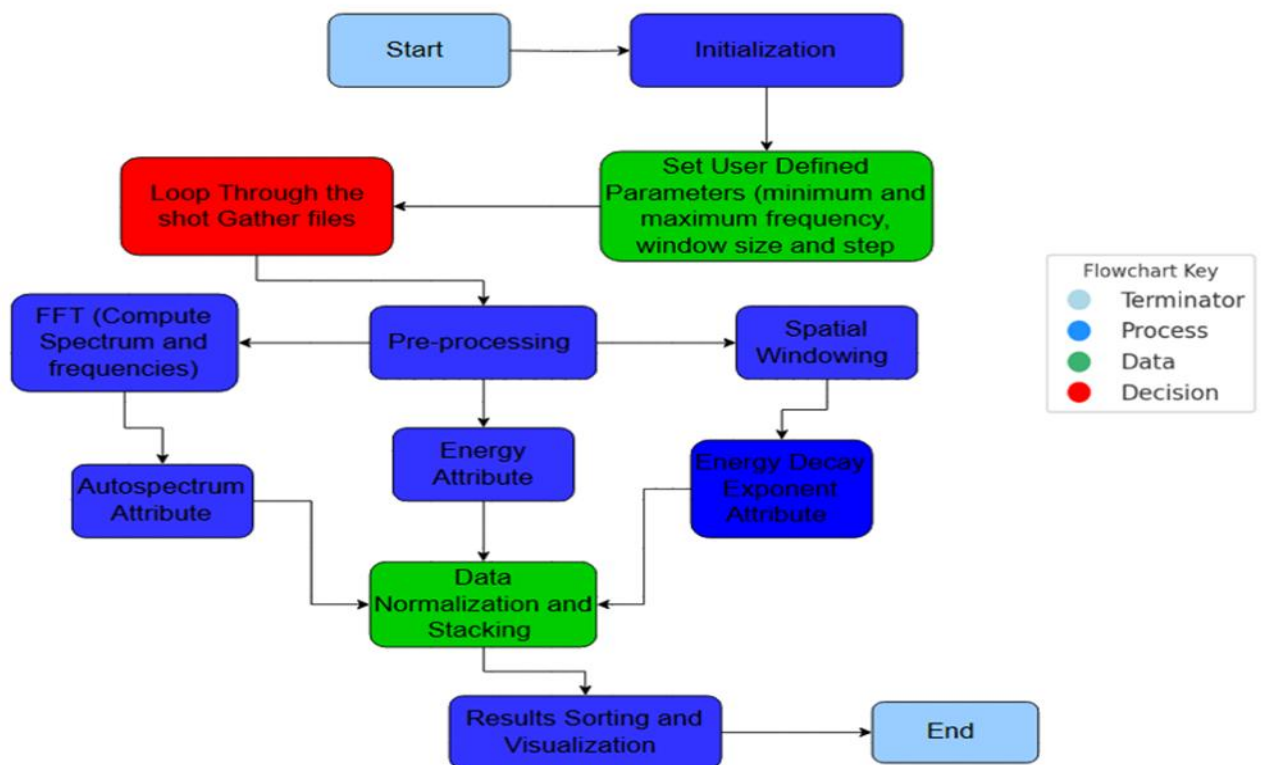 Start
Initialization
Set User Defined
Parameters (minimum and
maximum frequency,
window size and step
Loop Through the
shot Gather files
FFT (Compute
Spectrum and
frequencies)
Pre-processing
Spatial
Windowing
Autospectrum
Attribute
Energy
Attribute
Energy Decay
Exponent
Attribute
Data
Normalization and
Stacking
Results Sorting and
Visualization
End
Flowchart Key
Terminator
Process
Data
Decision